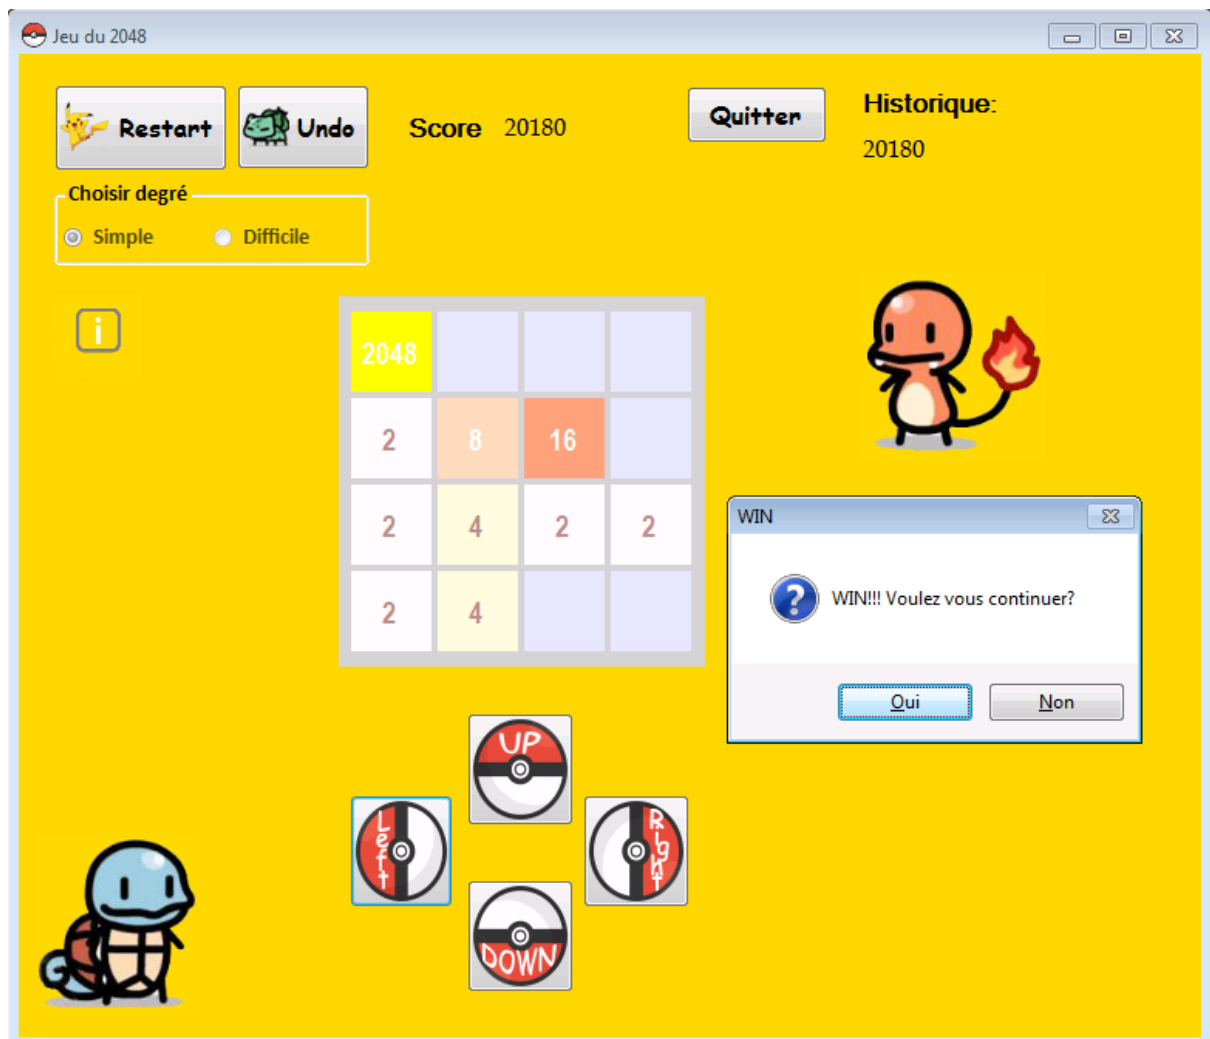 Jeu du 2048
Restart
Undo
Score 20180
Quitter
Historique:
20180
Choisir degré
Simple
Difficile
i
2048
2 8 16
2 4 2 2
2 4
WIN
WIN!!! Voulez vous continuer?
Oui
Non
UP
Left
Right
DOWN